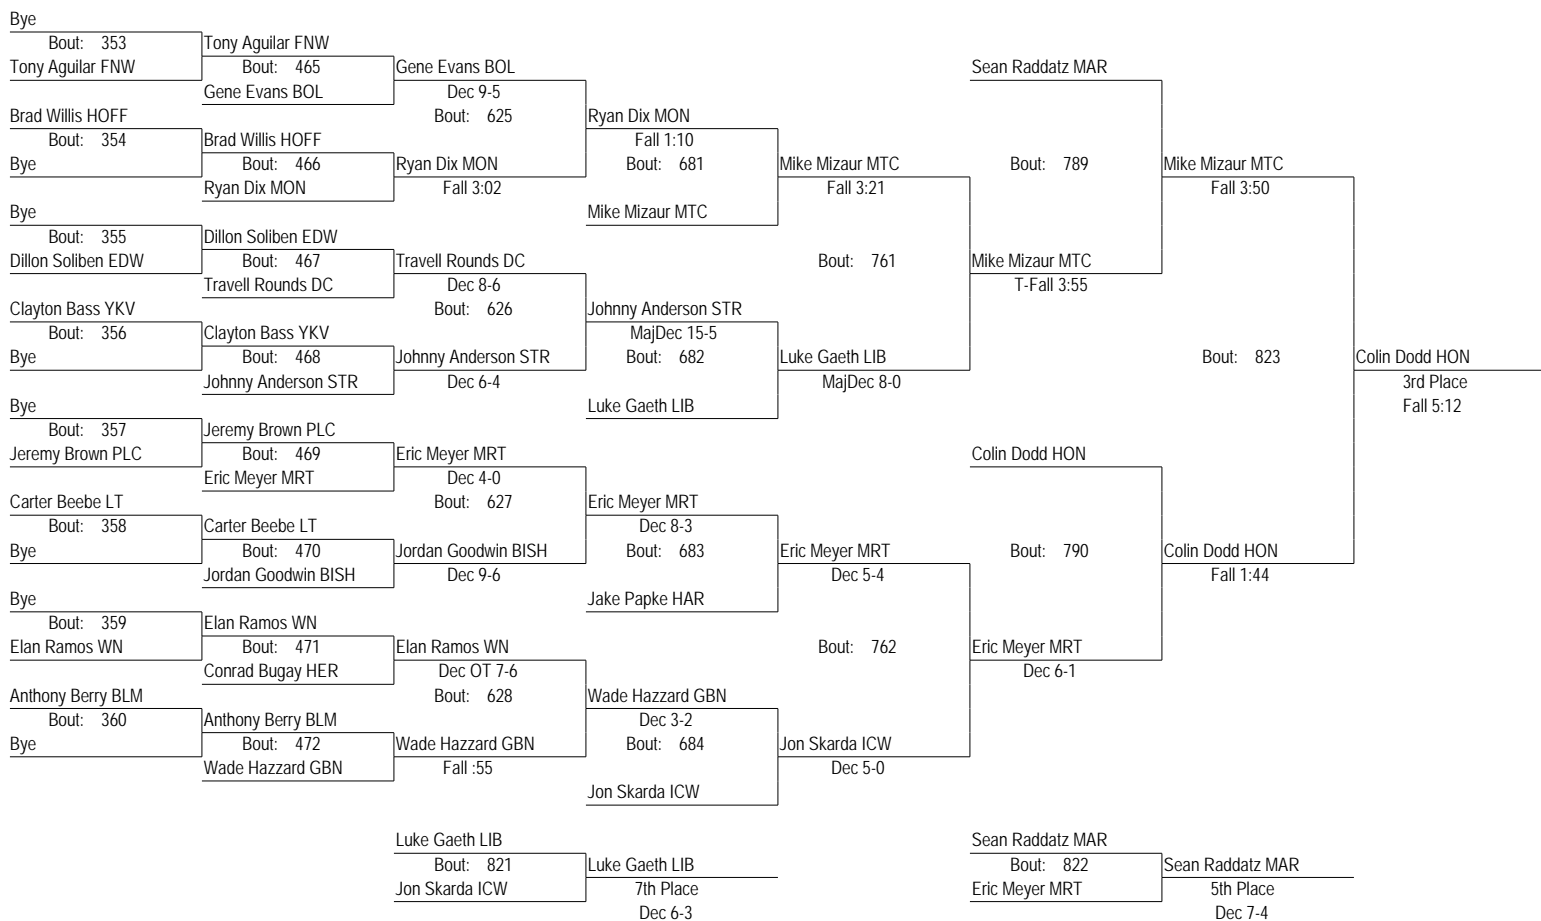 Bye
Bout: 353
Tony Aguilar FNW
Tony Aguilar FNW
Bout: 465
Gene Evans BOL
Gene Evans BOL
Dec 9-5
Bout: 625
Brad Willis HOFF
Bout: 354
Bye
Brad Willis HOFF
Bout: 466
Ryan Dix MON
Ryan Dix MON
Fall 3:02
Ryan Dix MON
Fall 1:10
Bout: 681
Mike Mizaur MTC
Mike Mizaur MTC
Fall 3:21
Bout: 761
Bye
Bout: 355
Dillon Soliben EDW
Dillon Soliben EDW
Bout: 467
Travell Rounds DC
Travell Rounds DC
Dec 8-6
Bout: 626
Clayton Bass YKV
Bout: 356
Bye
Clayton Bass YKV
Bout: 468
Johnny Anderson STR
Johnny Anderson STR
Dec 6-4
Johnny Anderson STR
MajDec 15-5
Bout: 682
Luke Gaeth LIB
Luke Gaeth LIB
MajDec 8-0
Sean Raddatz MAR
Bout: 789
Mike Mizaur MTC
T-Fall 3:55
Mike Mizaur MTC
Fall 3:50
Bout: 823
Colin Dodd HON
3rd Place
Fall 5:12
Bye
Bout: 357
Jeremy Brown PLC
Jeremy Brown PLC
Bout: 469
Eric Meyer MRT
Eric Meyer MRT
Dec 4-0
Bout: 627
Carter Beebe LT
Bout: 358
Bye
Carter Beebe LT
Bout: 470
Jordan Goodwin BISH
Jordan Goodwin BISH
Dec 9-6
Eric Meyer MRT
Dec 8-3
Bout: 683
Jake Papke HAR
Eric Meyer MRT
Dec 5-4
Bout: 762
Bye
Bout: 359
Elan Ramos WN
Elan Ramos WN
Bout: 471
Conrad Bugay HER
Elan Ramos WN
Dec OT 7-6
Bout: 628
Anthony Berry BLM
Bout: 360
Bye
Anthony Berry BLM
Bout: 472
Wade Hazzard GBN
Wade Hazzard GBN
Fall :55
Wade Hazzard GBN
Dec 3-2
Bout: 684
Jon Skarda ICW
Jon Skarda ICW
Dec 5-0
Colin Dodd HON
Bout: 790
Eric Meyer MRT
Dec 6-1
Colin Dodd HON
Fall 1:44
Luke Gaeth LIB
Bout: 821
Jon Skarda ICW
Luke Gaeth LIB
7th Place
Dec 6-3
Sean Raddatz MAR
Bout: 822
Eric Meyer MRT
Sean Raddatz MAR
5th Place
Dec 7-4